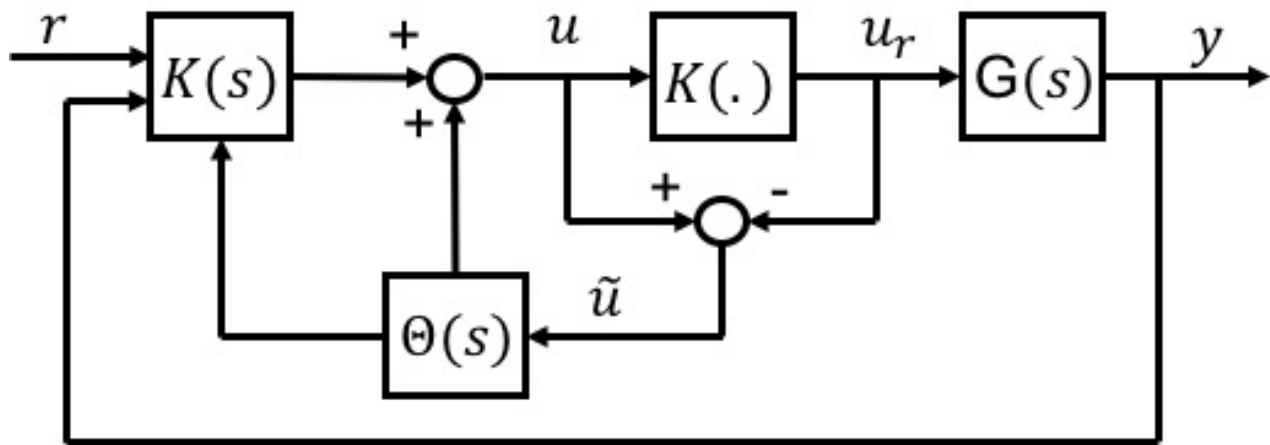 r
K(s)
+
+
u
K(.)
u_r
G(s)
y
+
-
Θ(s)
ũ